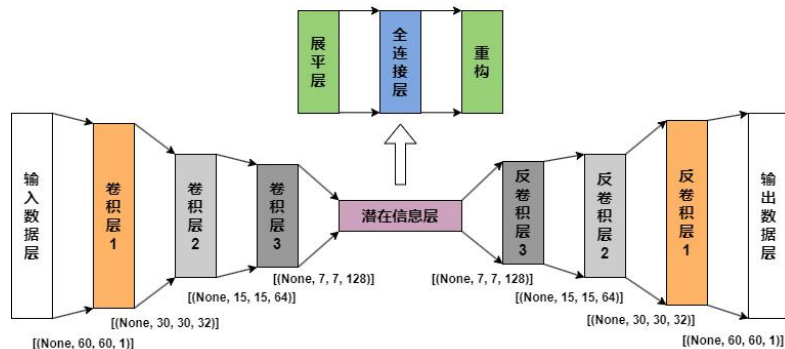 展平层
全连接层
重构
输入数据层
卷积层1
卷积层2
卷积层3
潜在信息层
反卷积层3
反卷积层2
反卷积层1
输出数据层
[(None, 7, 7, 128)]
[(None, 7, 7, 128)]
[(None, 15, 15, 64)]
[(None, 15, 15, 64)]
[(None, 30, 30, 32)]
[(None, 30, 30, 32)]
[(None, 60, 60, 1)]
[(None, 60, 60, 1)]